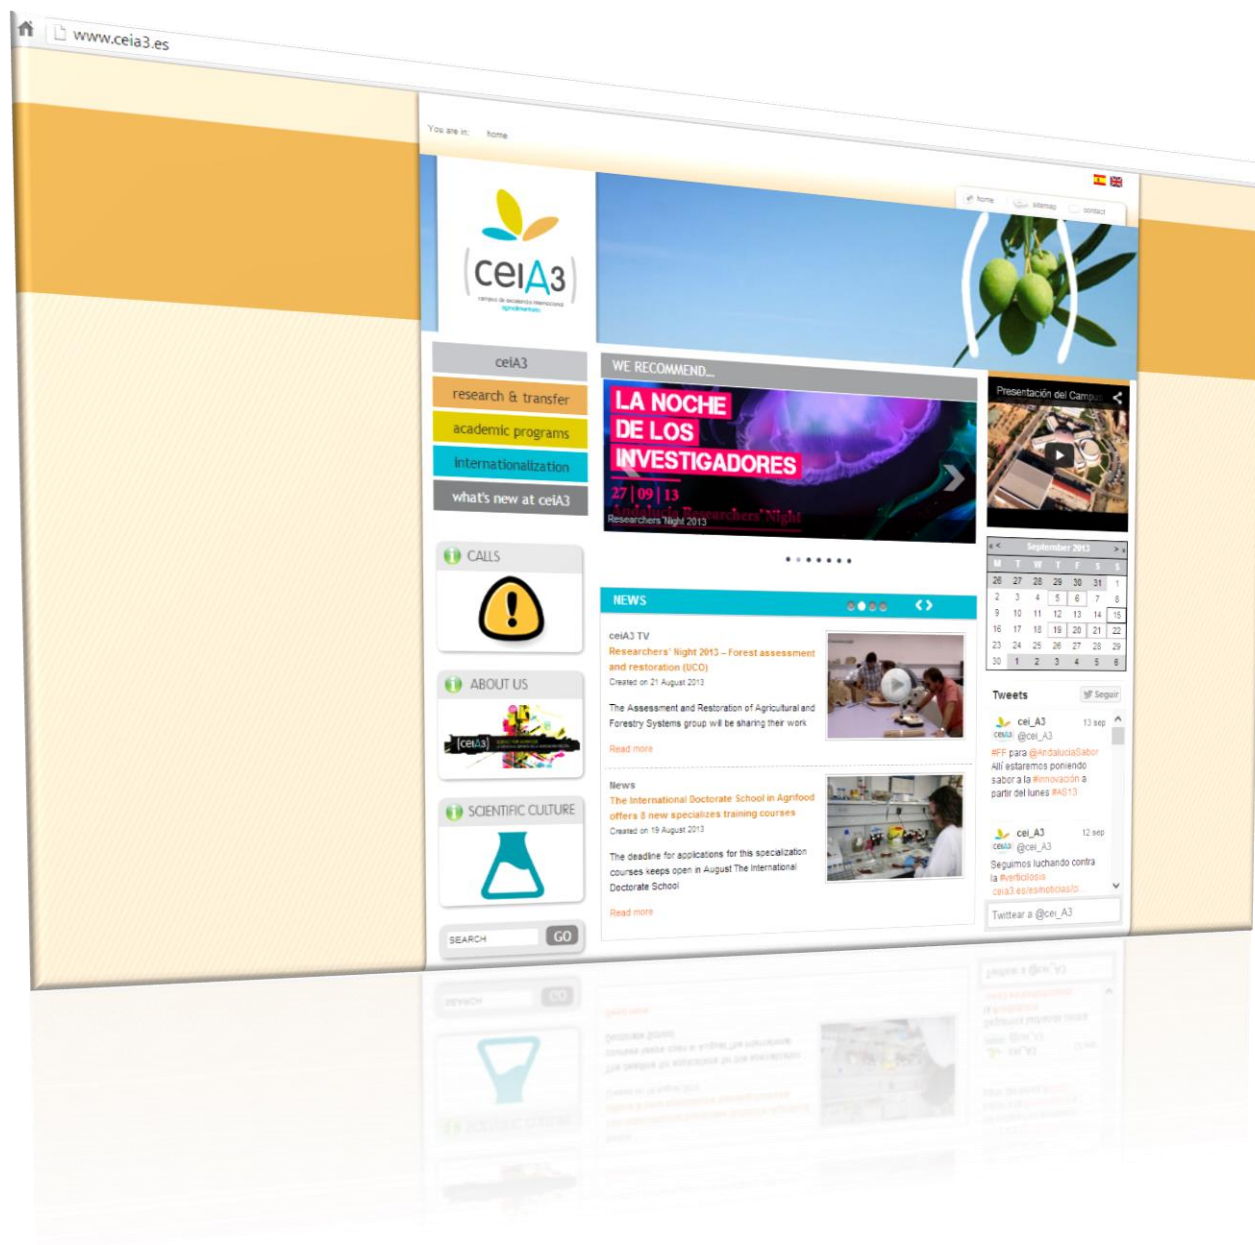 www.ceia3.es
You are in: home
home sitemap contact
ceiA3
campus de excelencia internacional
agroalimentario
ceiA3
research & transfer
academic programs
internationalization
what's new at ceiA3
CALLS
ABOUT US
[ceiA3]
SCIENTIFIC CULTURE
SEARCH GO
WE RECOMMEND...
LA NOCHE
DE LOS
INVESTIGADORES
27 | 09 | 13
Andalucía Researchers' Night
Researchers' Night 2013
NEWS
ceiA3 TV
Researchers' Night 2013 – Forest assessment
and restoration (UCO)
Created on 21 August 2013
The Assessment and Restoration of Agricultural and
Forestry Systems group will be sharing their work
Read more
News
The International Doctorate School in Agrifood
offers 8 new specializes training courses
Created on 19 August 2013
The deadline for applications for this specialization
courses keeps open in August The International
Doctorate School
Read more
Presentación del Campus
« < September 2013 > »
M T W T F S S
26 27 28 29 30 31 1
2 3 4 5 6 7 8
9 10 11 12 13 14 15
16 17 18 19 20 21 22
23 24 25 26 27 28 29
30 1 2 3 4 5 6
Tweets Seguir
cei_A3 13 sep
ceiA3 @cei_A3
#FF para @AndaluciaSabor
Allí estaremos poniendo
sabor a la #innovación a
partir del lunes #AS13
cei_A3 12 sep
ceiA3 @cei_A3
Seguimos luchando contra
la #verticilosis
ceia3.es/es/noticias/o...
Twittear a @cei_A3